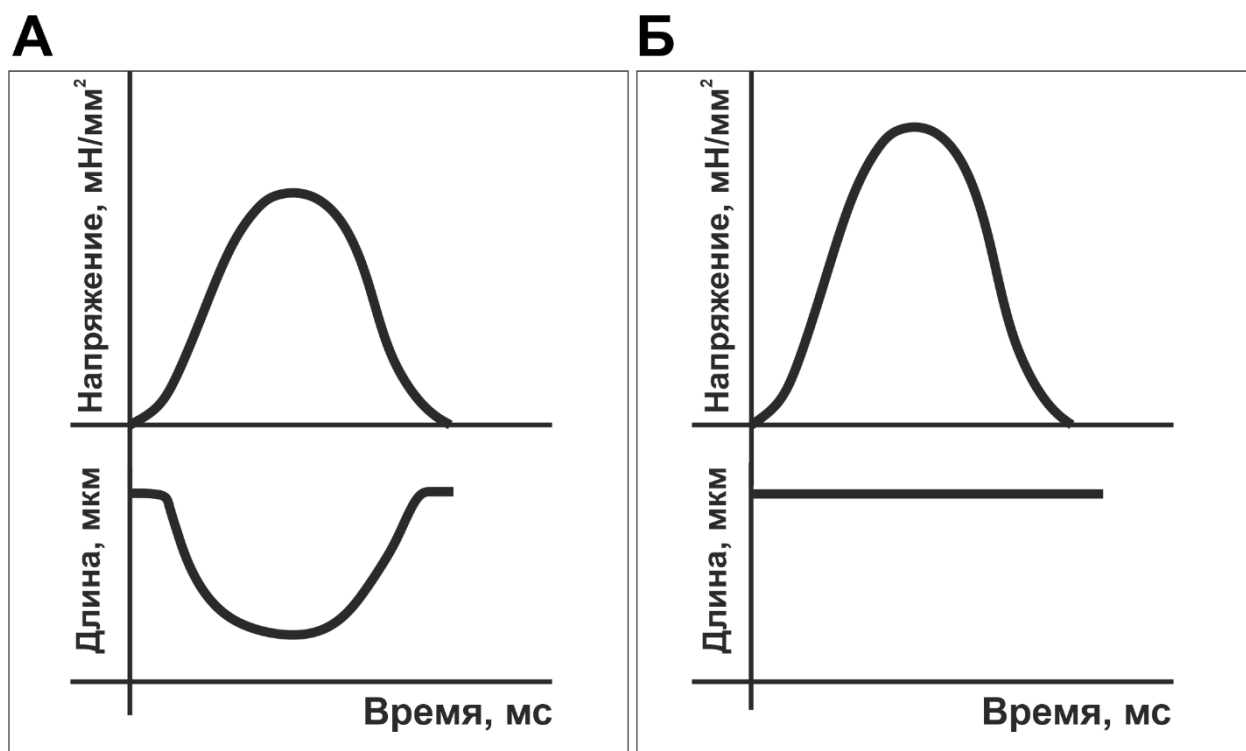 А
Б
Напряжение, мН/мм²
Напряжение, мН/мм²
Длина, мкм
Длина, мкм
Время, мс
Время, мс